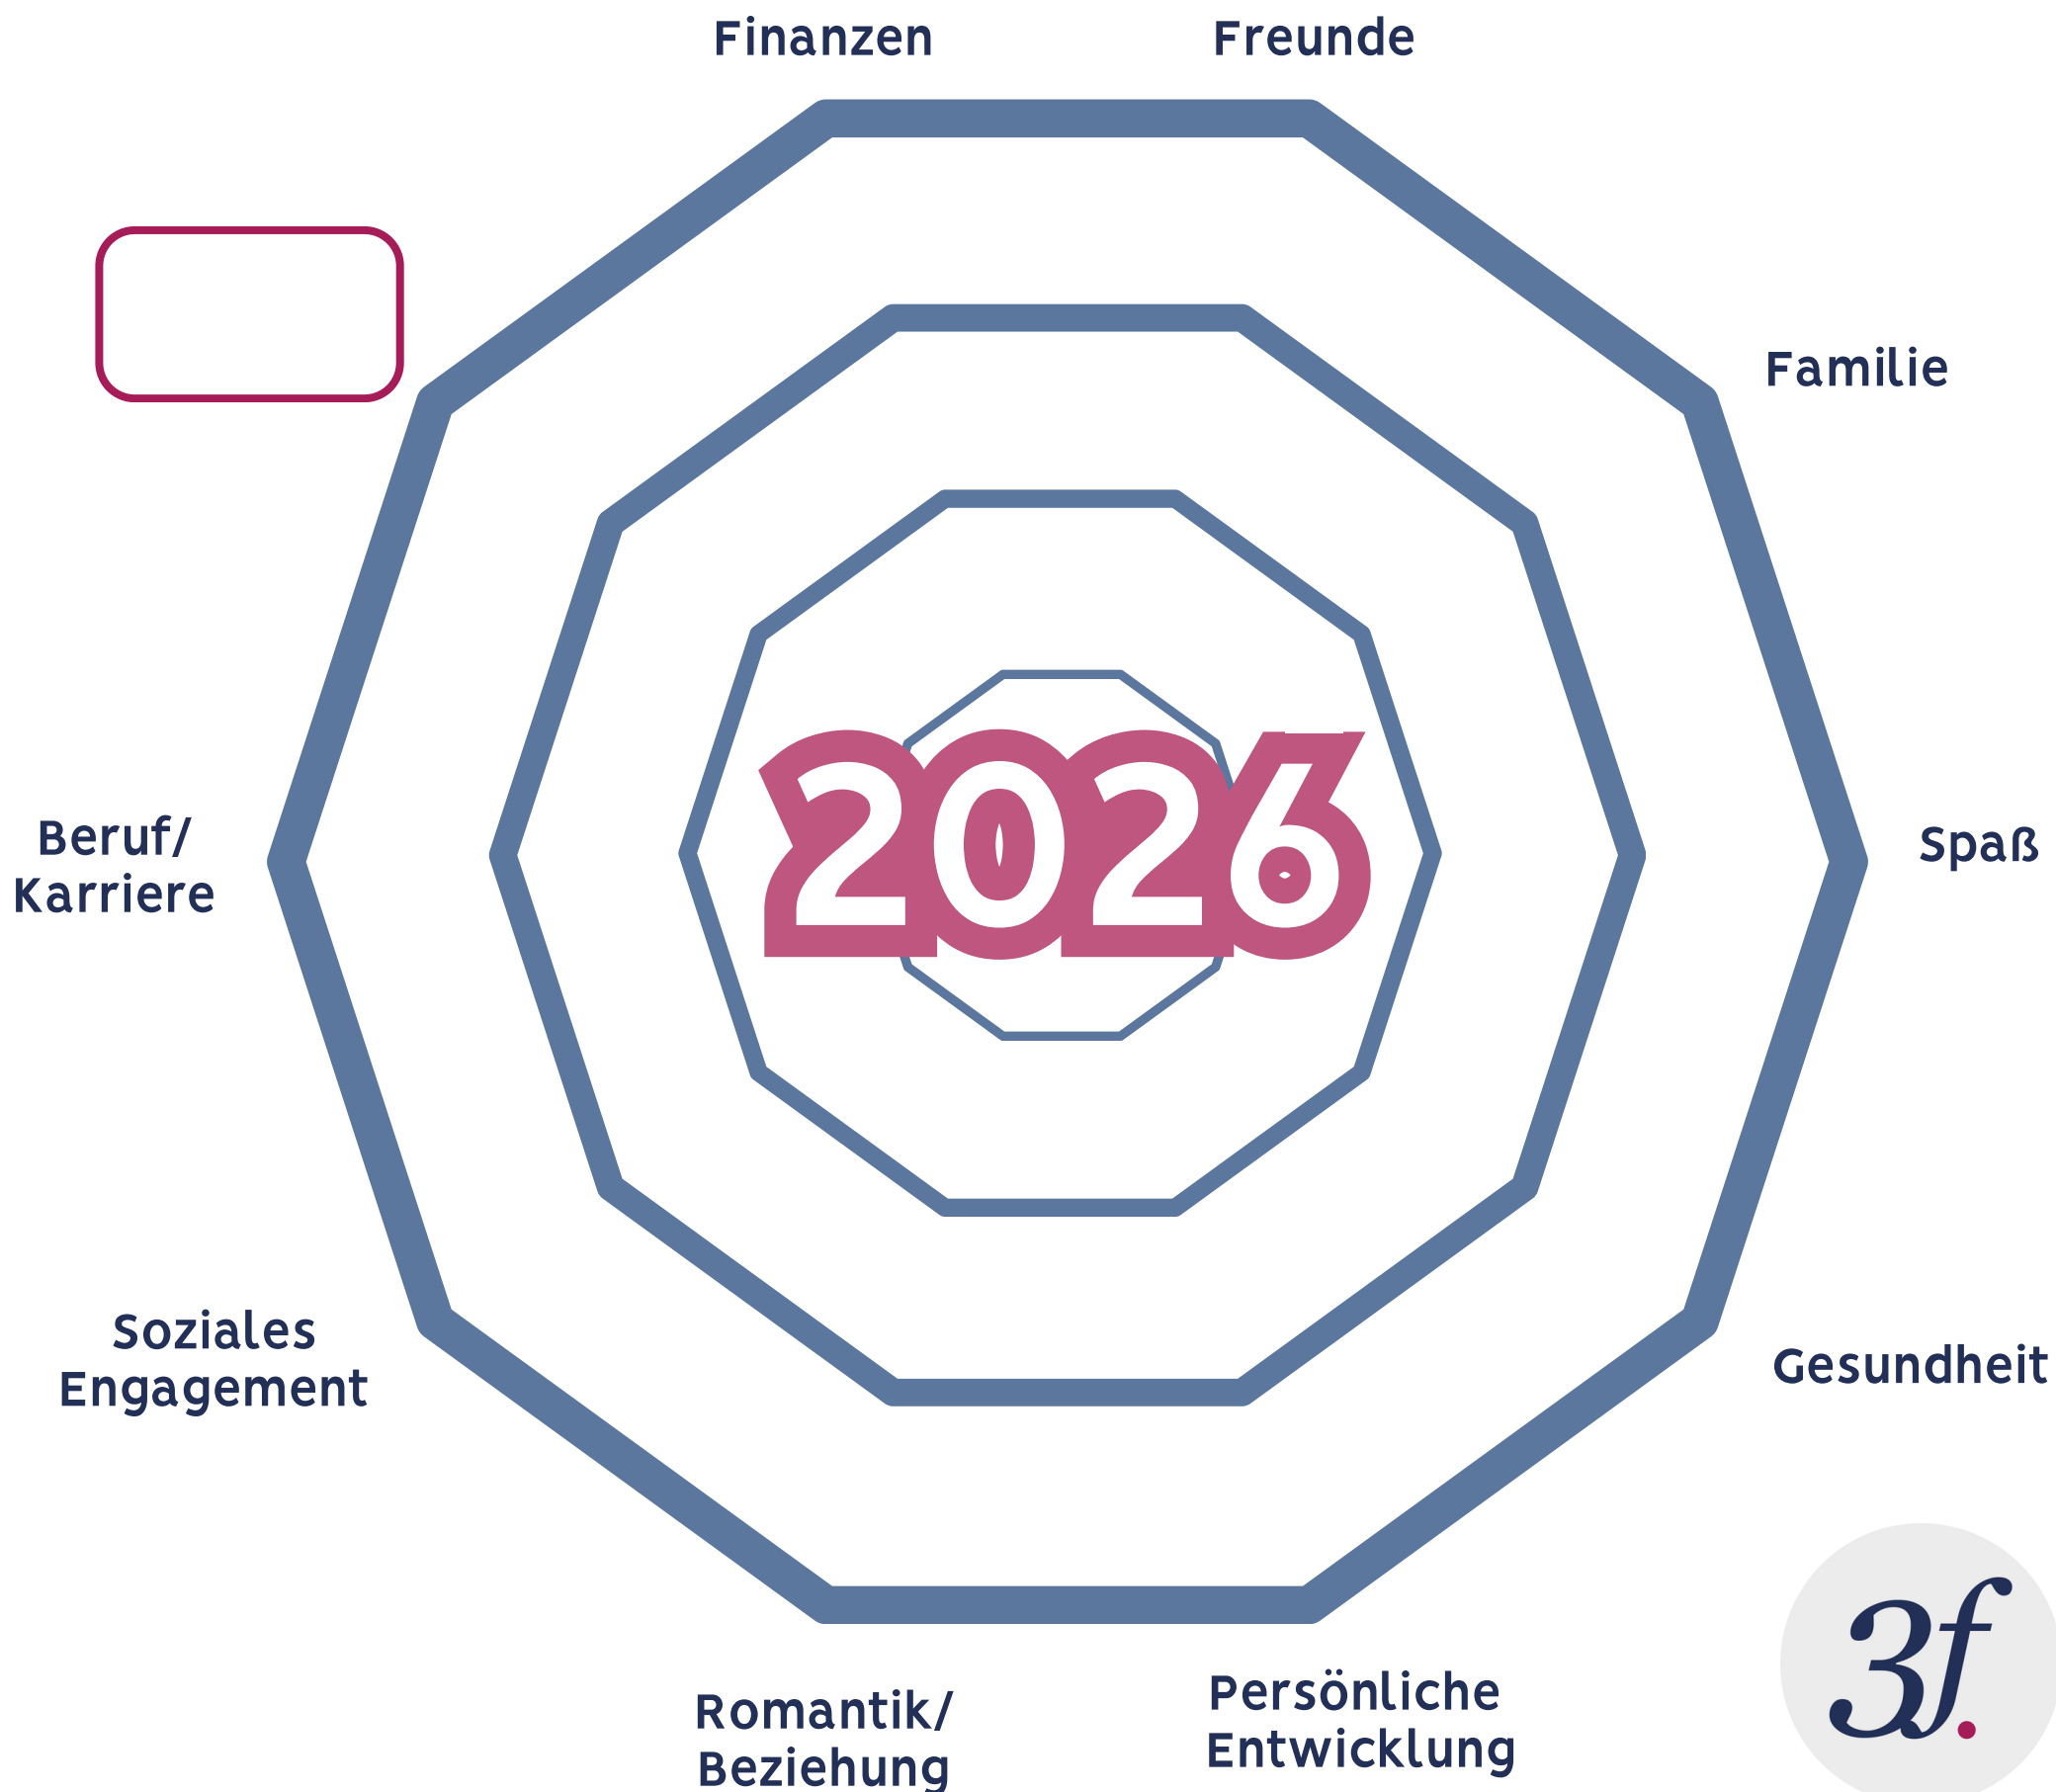 Finanzen
Freunde
Familie
Beruf/
Karriere
2026
Spaß
Soziales
Engagement
Gesundheit
Romantik/
Beziehung
Persönliche
Entwicklung
3f.